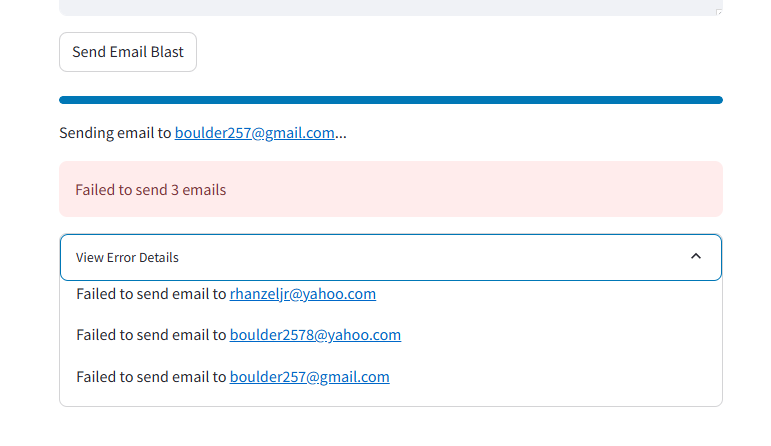 Send Email Blast
Sending email to boulder257@gmail.com...
Failed to send 3 emails
View Error Details
Failed to send email to rhanzeljr@yahoo.com
Failed to send email to boulder2578@yahoo.com
Failed to send email to boulder257@gmail.com